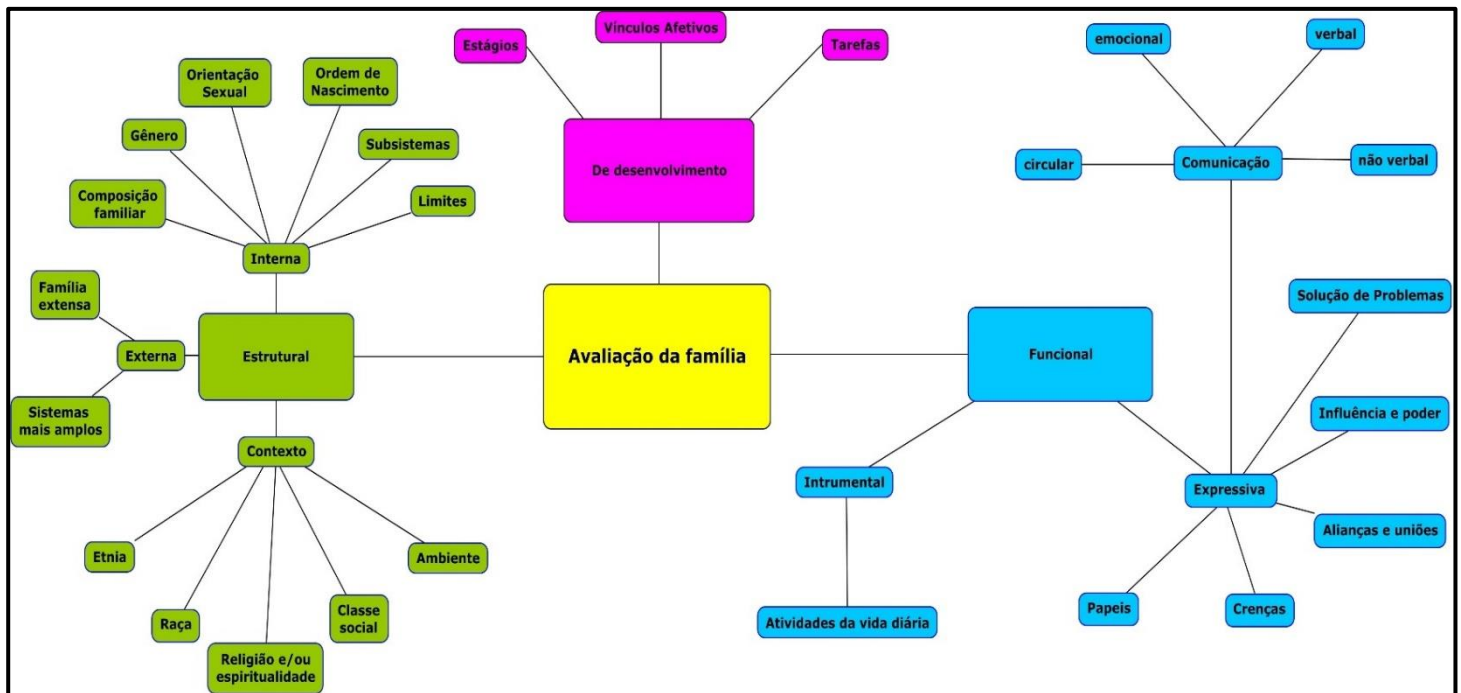 Vínculos Afetivos
Estágios
Tarefas
De desenvolvimento
Orientação
Sexual
Ordem de
Nascimento
Gênero
Subsistemas
Composição
familiar
Limites
Interna
Família
extensa
Externa
Estrutural
Sistemas
mais amplos
Contexto
Etnia
Ambiente
Raça
Classe
social
Religião e/ou
espiritualidade
Avaliação da família
Funcional
Intrumental
Atividades da vida diária
emocional
verbal
circular
Comunicação
não verbal
Solução de Problemas
Influência e poder
Expressiva
Alianças e uniões
Papeis
Crenças